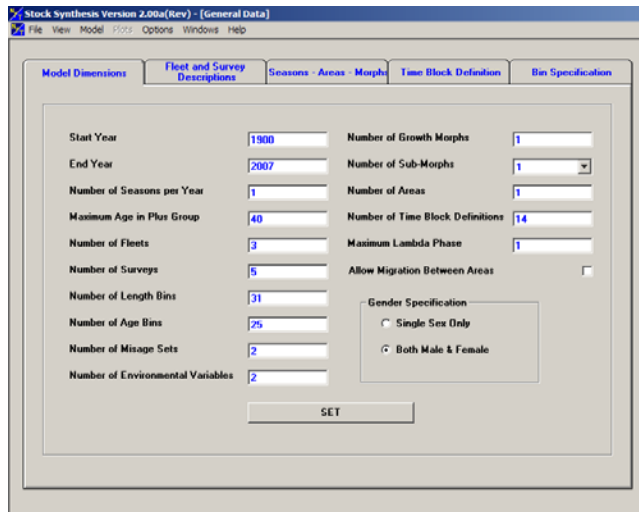 Stock Synthesis Version 2.00a(Rev) - [General Data]
File View Model Plots Options Windows Help
Model Dimensions
Fleet and Survey
Descriptions
Seasons - Areas - Morphs
Time Block Definition
Bin Specification
Start Year 1900
End Year 2007
Number of Seasons per Year 1
Maximum Age in Plus Group 40
Number of Fleets 3
Number of Surveys 5
Number of Length Bins 31
Number of Age Bins 25
Number of Misage Sets 2
Number of Environmental Variables 2
Number of Growth Morphs 1
Number of Sub-Morphs 1
Number of Areas 1
Number of Time Block Definitions 14
Maximum Lambda Phase 1
Allow Migration Between Areas
Gender Specification
Single Sex Only
Both Male & Female
SET